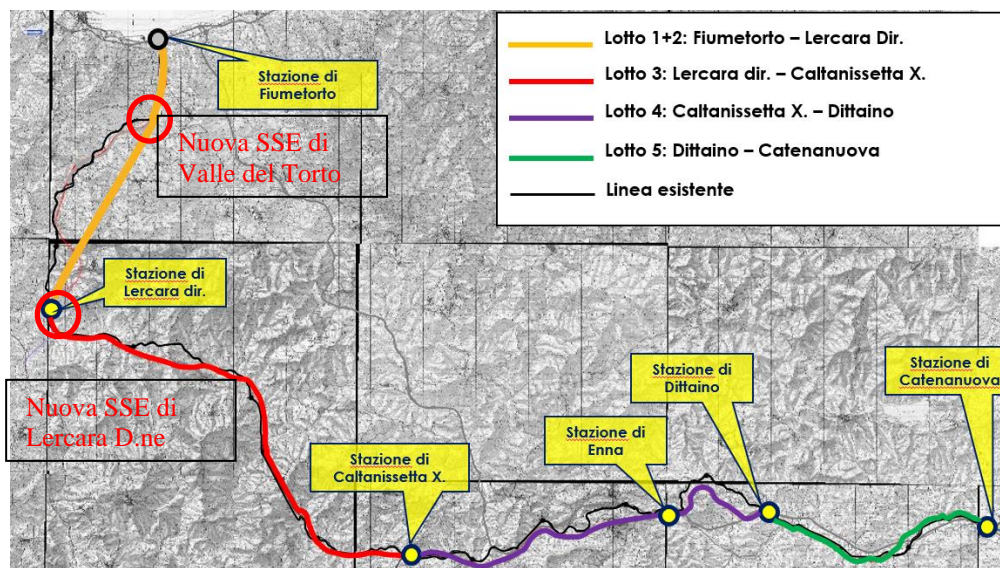 Lotto 1+2: Fiumetorto – Lercara Dir.
Lotto 3: Lercara dir. – Caltanissetta X.
Lotto 4: Caltanissetta X. – Dittaino
Lotto 5: Dittaino – Catenanuova
Linea esistente
Stazione di
Fiumetorto
Nuova SSE di
Valle del Torto
Stazione di
Lercara dir.
Nuova SSE di
Lercara D.ne
Stazione di
Caltanissetta X.
Stazione di
Enna
Stazione di
Dittaino
Stazione di
Catenanuova